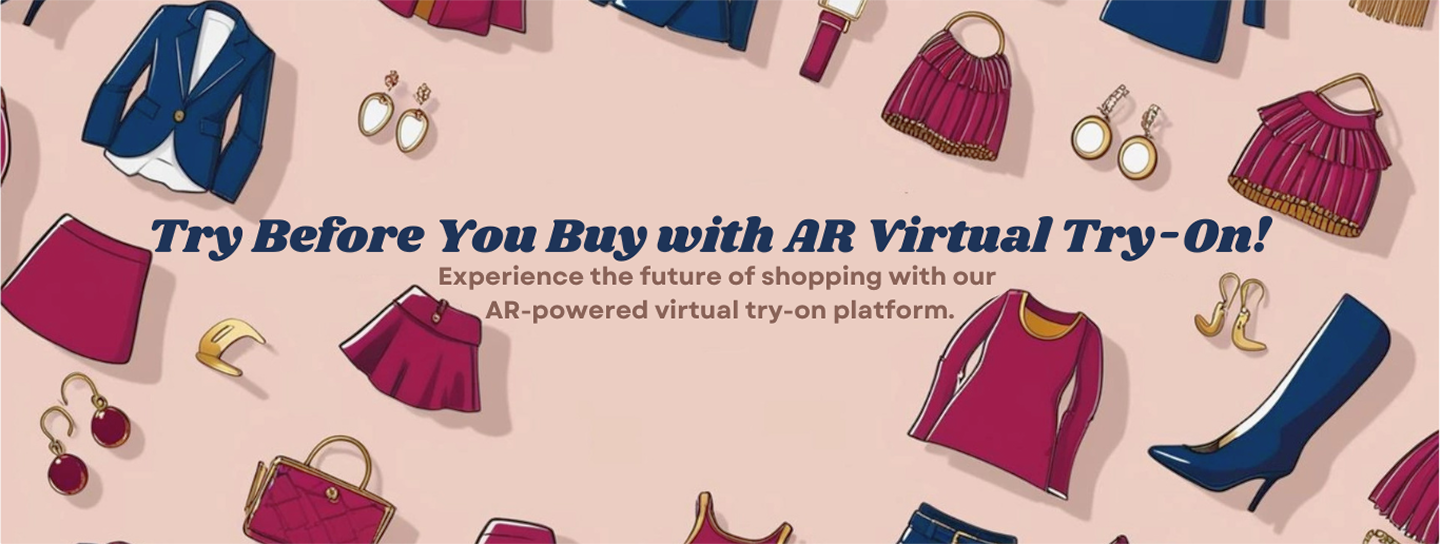 Try Before You Buy with AR Virtual Try-On!
Experience the future of shopping with our
AR-powered virtual try-on platform.